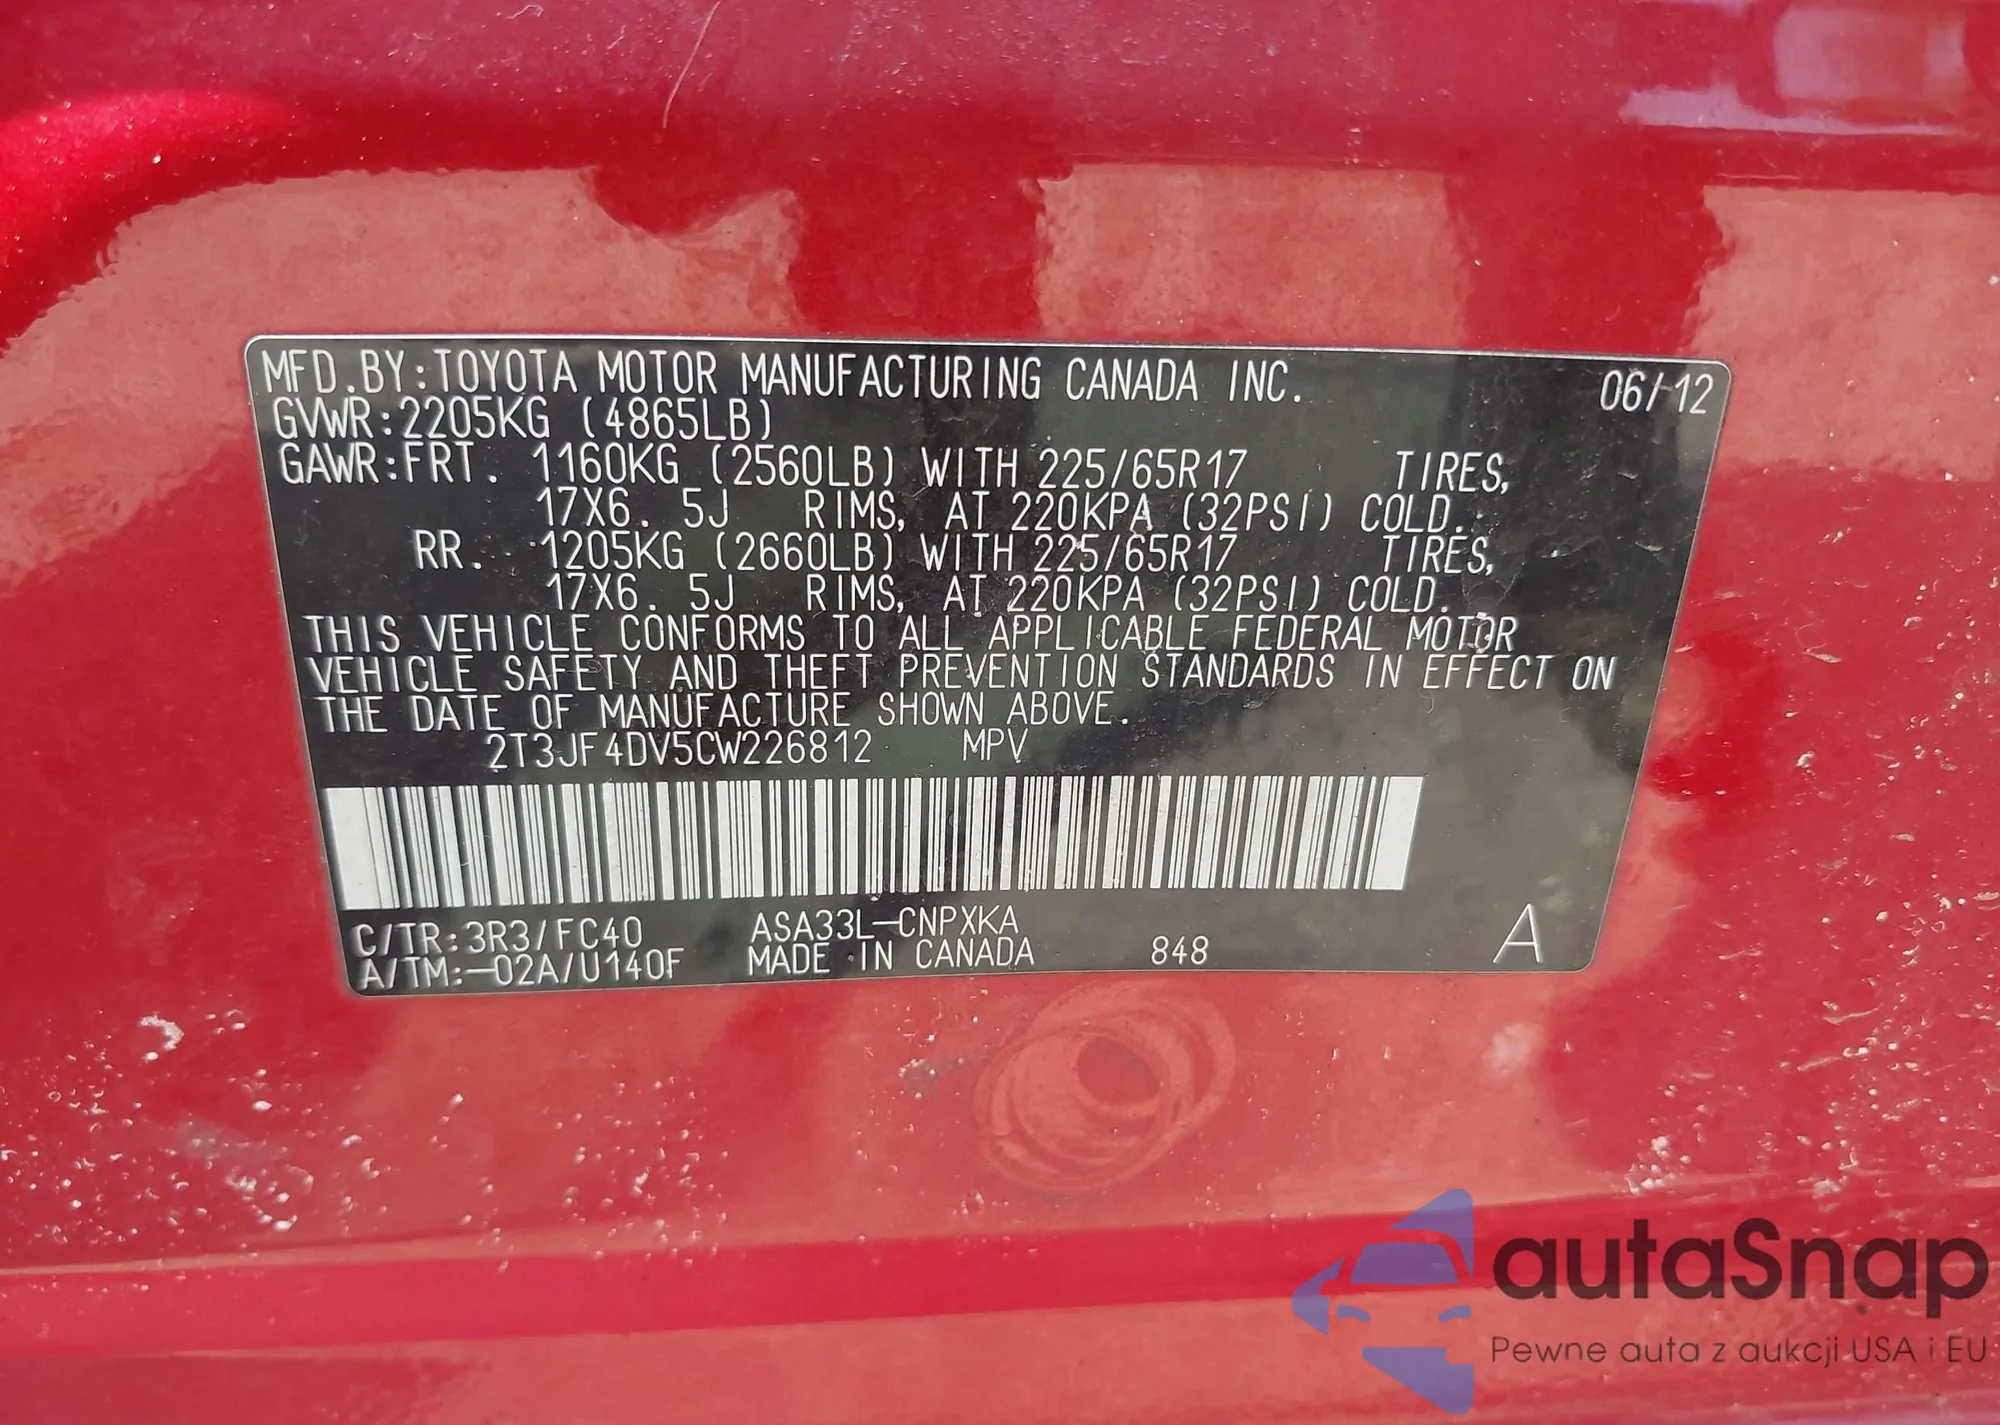 MFD.BY:TOYOTA MOTOR MANUFACTURING CANADA INC. 06/12
GVWR:2205KG (4865LB)
GAWR:FRT. 1160KG (2560LB) WITH 225/65R17 TIRES,
17X6.5J RIMS, AT 220KPA (32PSI) COLD.
RR. 1205KG (2660LB) WITH 225/65R17 TIRES,
17X6.5J RIMS, AT 220KPA (32PSI) COLD.
THIS VEHICLE CONFORMS TO ALL APPLICABLE FEDERAL MOTOR
VEHICLE SAFETY AND THEFT PREVENTION STANDARDS IN EFFECT ON
THE DATE OF MANUFACTURE SHOWN ABOVE.
2T3JF4DV5CW226812 MPV
C/TR:3R3/FC40 ASA33L-CNPXKA
A/TM:-02A/U140F MADE IN CANADA 848 A
autaSnap
Pewne auta z aukcji USA i EU